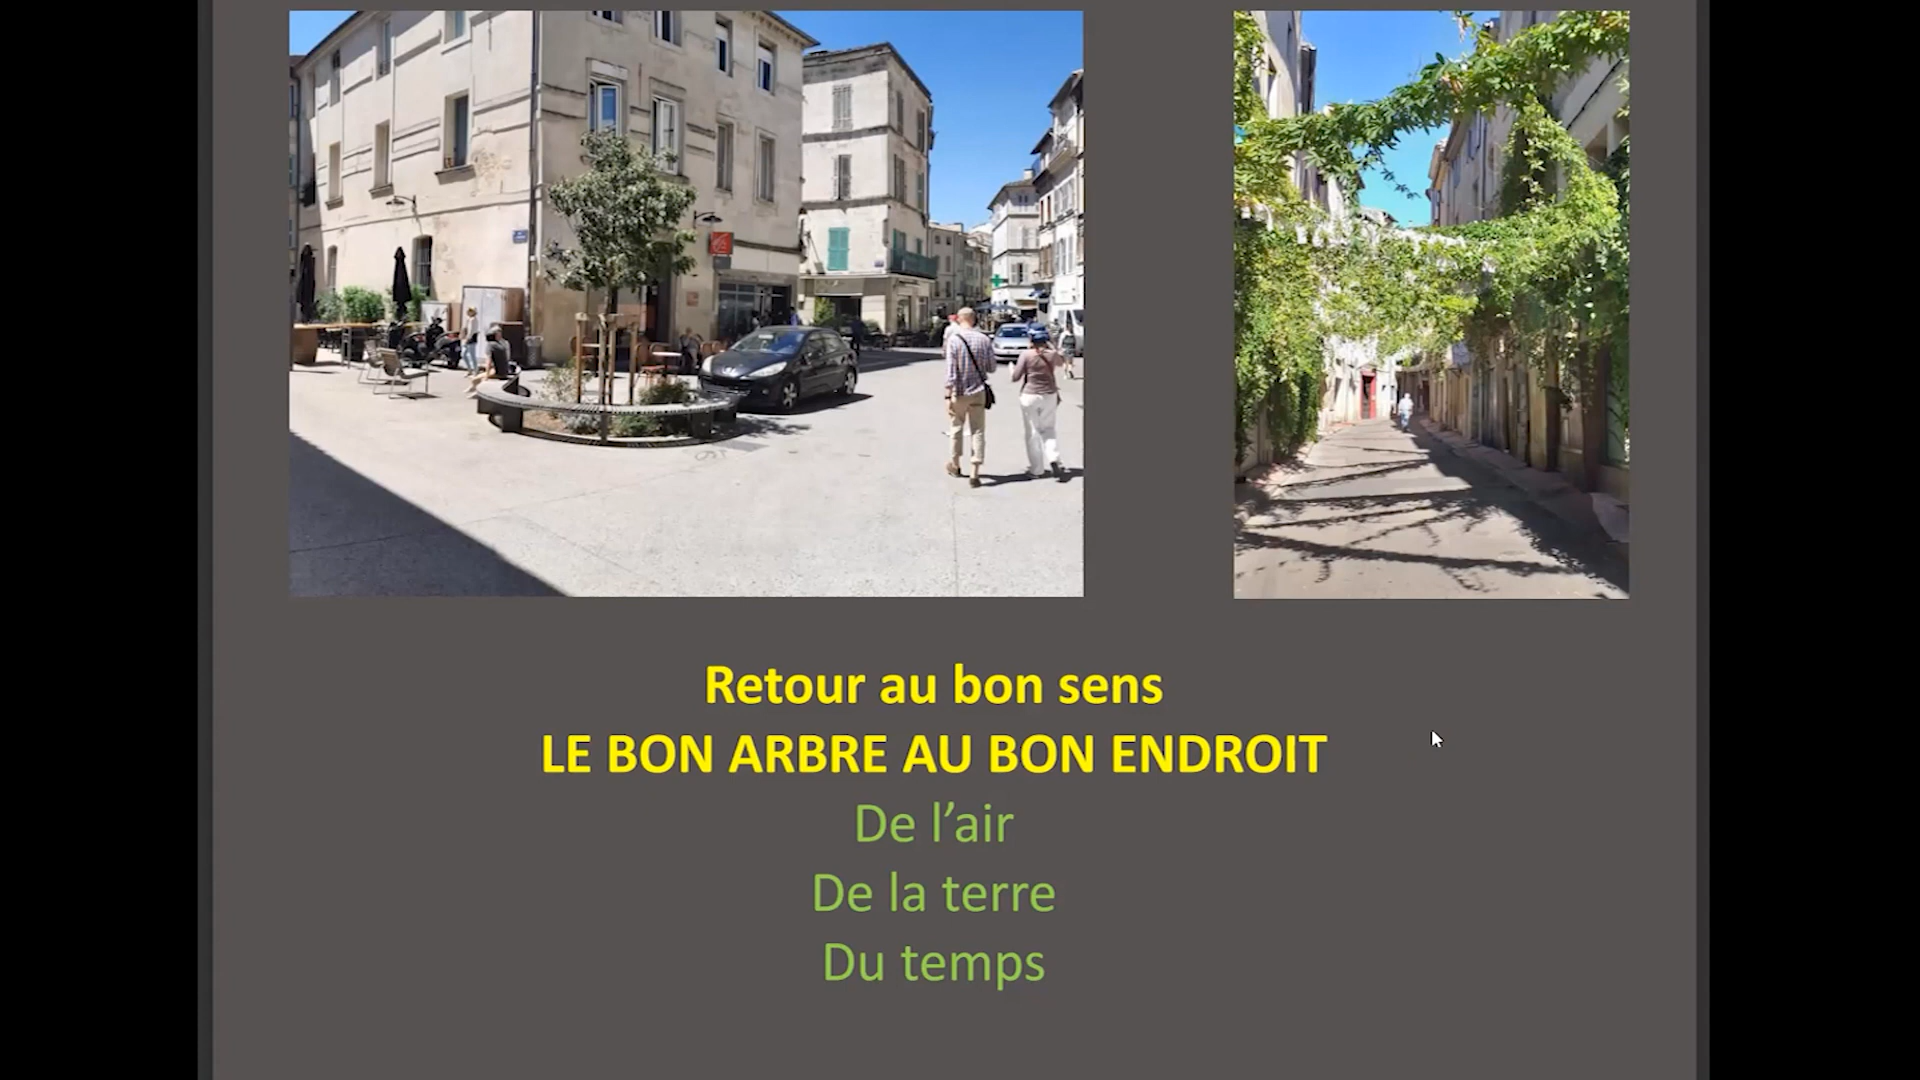 Retour au bon sens
LE BON ARBRE AU BON ENDROIT
De l’air
De la terre
Du temps